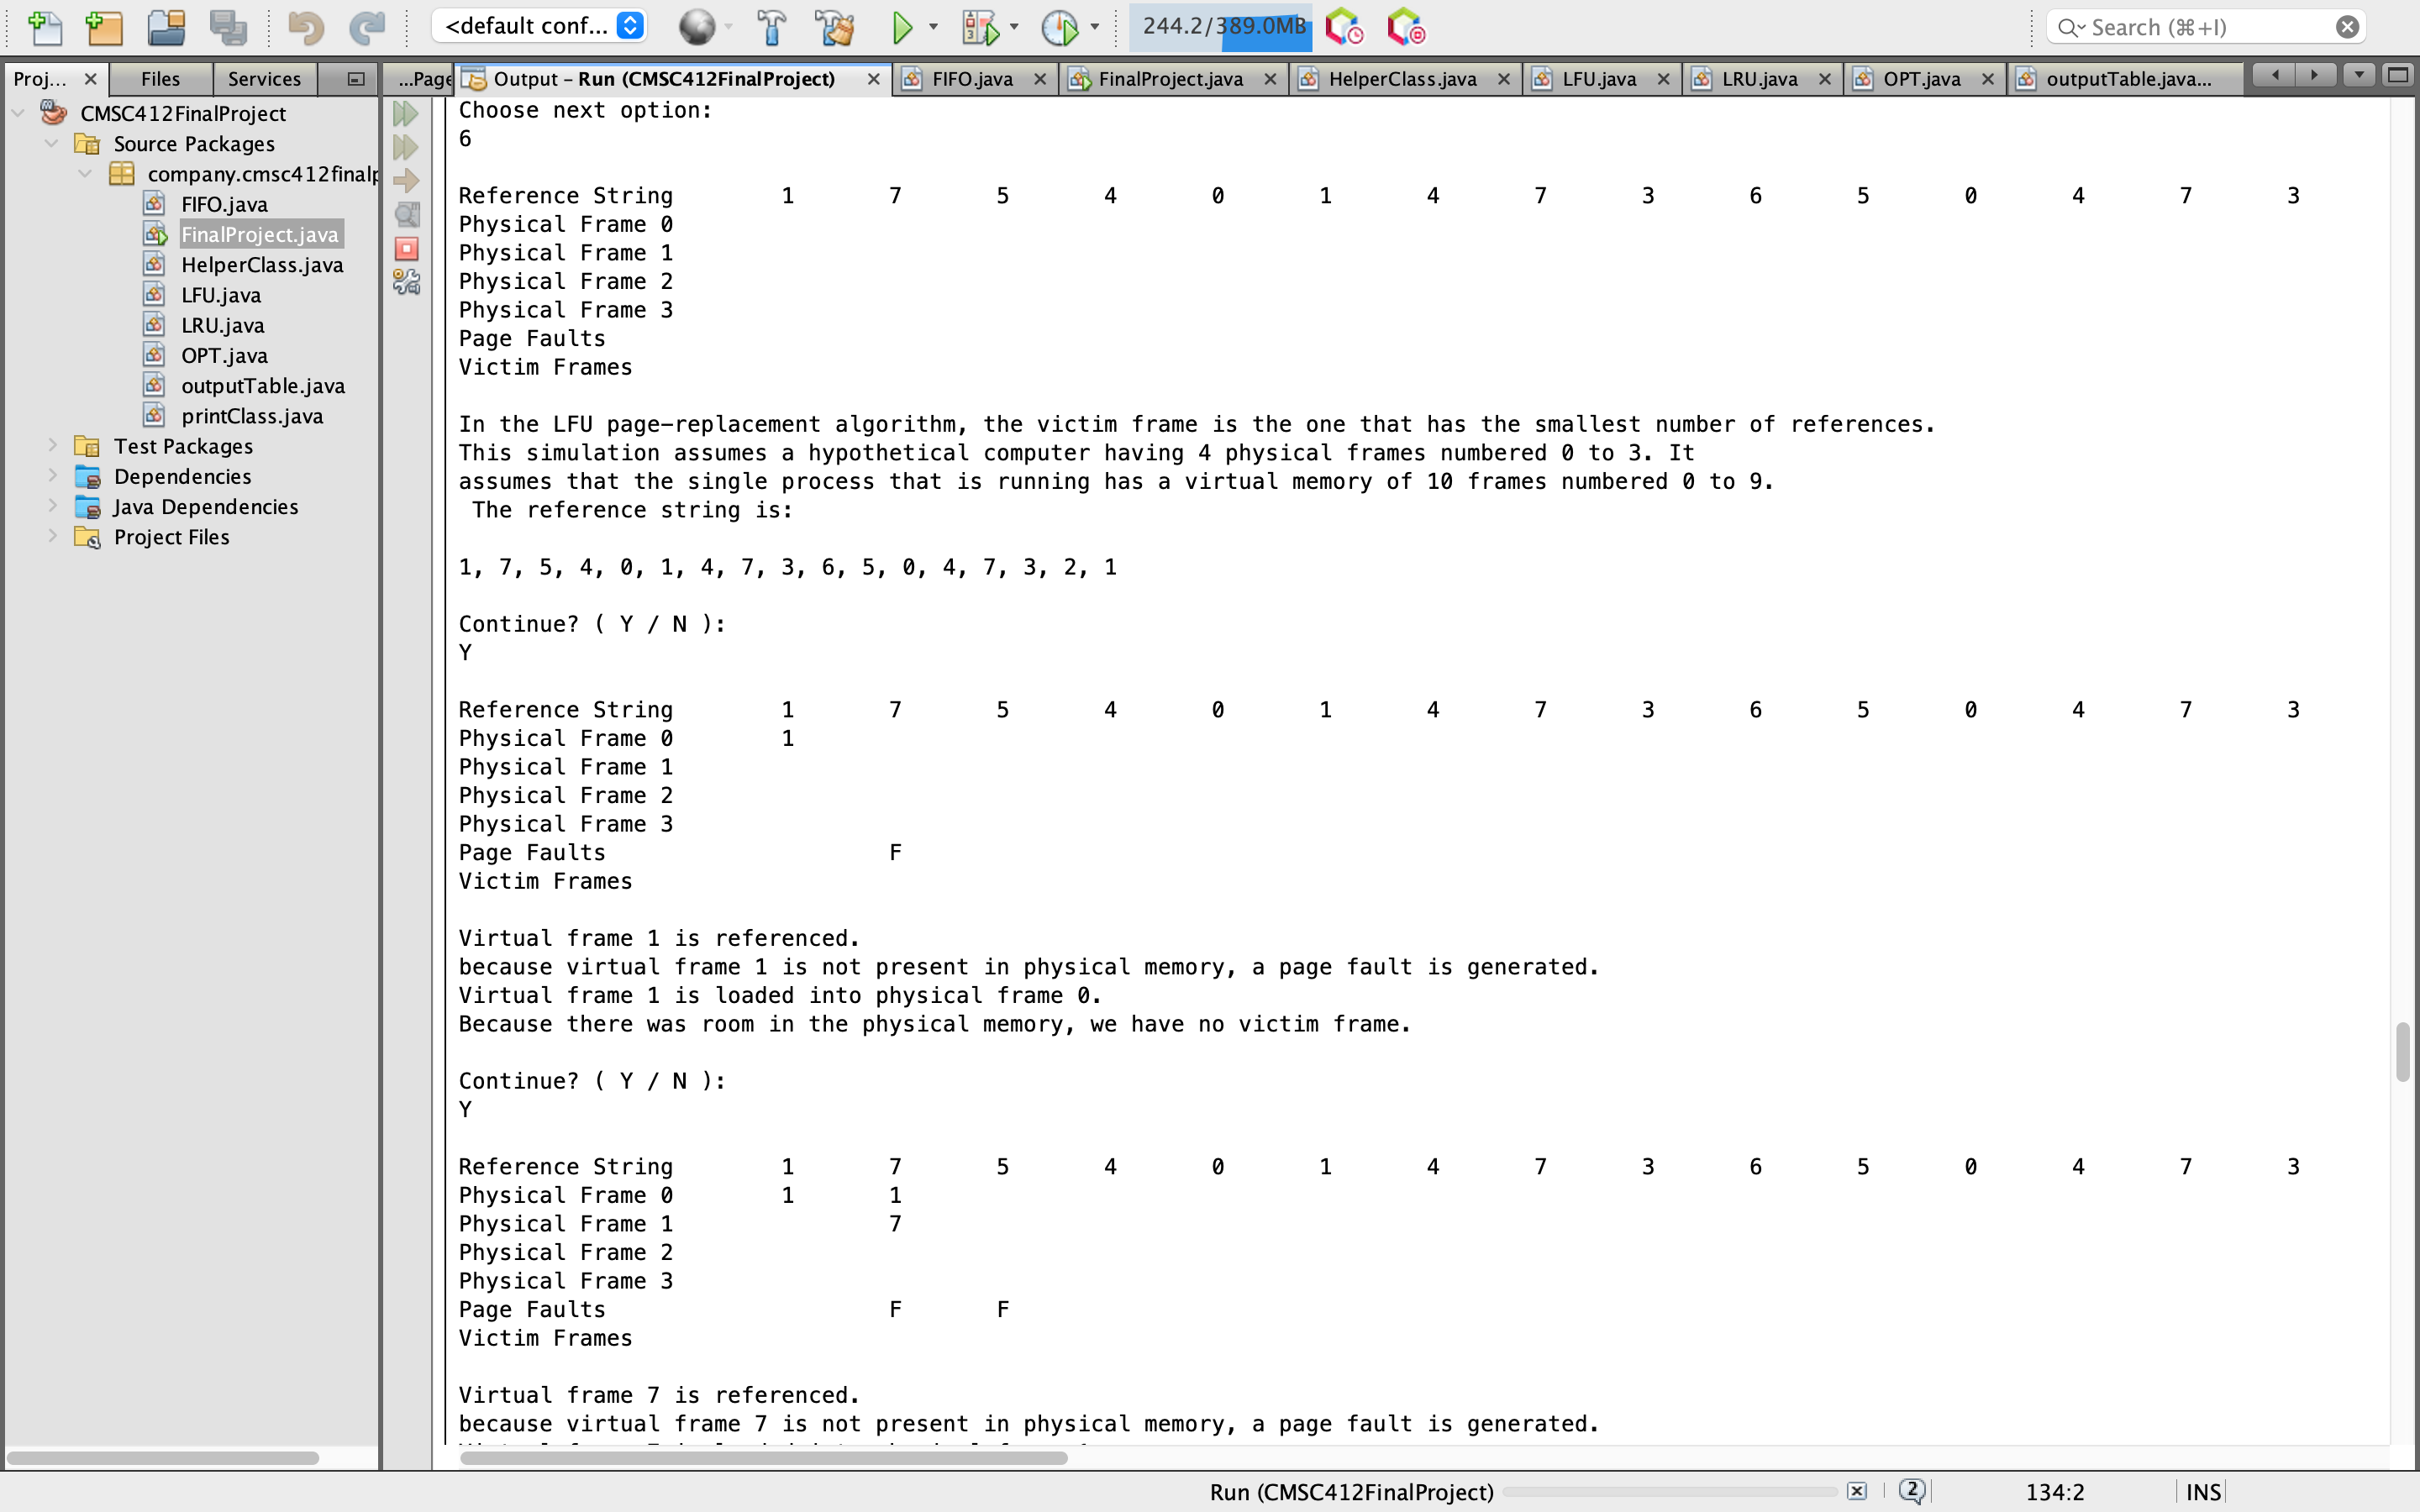 <default conf...
244.2/389.0MB
Search (⌘+I)
Proj...
Files
Services
...Page
Output – Run (CMSC412FinalProject)
FIFO.java
FinalProject.java
HelperClass.java
LFU.java
LRU.java
OPT.java
outputTable.java...
CMSC412FinalProject
Source Packages
company.cmsc412finalp
FIFO.java
FinalProject.java
HelperClass.java
LFU.java
LRU.java
OPT.java
outputTable.java
printClass.java
Test Packages
Dependencies
Java Dependencies
Project Files
Choose next option:
6
Reference String 1 7 5 4 0 1 4 7 3 6 5 0 4 7 3
Physical Frame 0
Physical Frame 1
Physical Frame 2
Physical Frame 3
Page Faults
Victim Frames
In the LFU page-replacement algorithm, the victim frame is the one that has the smallest number of references.
This simulation assumes a hypothetical computer having 4 physical frames numbered 0 to 3. It
assumes that the single process that is running has a virtual memory of 10 frames numbered 0 to 9.
The reference string is:
1, 7, 5, 4, 0, 1, 4, 7, 3, 6, 5, 0, 4, 7, 3, 2, 1
Continue? ( Y / N ):
Y
Reference String 1 7 5 4 0 1 4 7 3 6 5 0 4 7 3
Physical Frame 0 1
Physical Frame 1
Physical Frame 2
Physical Frame 3
Page Faults F
Victim Frames
Virtual frame 1 is referenced.
because virtual frame 1 is not present in physical memory, a page fault is generated.
Virtual frame 1 is loaded into physical frame 0.
Because there was room in the physical memory, we have no victim frame.
Continue? ( Y / N ):
Y
Reference String 1 7 5 4 0 1 4 7 3 6 5 0 4 7 3
Physical Frame 0 1 1
Physical Frame 1 7
Physical Frame 2
Physical Frame 3
Page Faults F F
Victim Frames
Virtual frame 7 is referenced.
because virtual frame 7 is not present in physical memory, a page fault is generated.
Run (CMSC412FinalProject)
2
134:2
INS